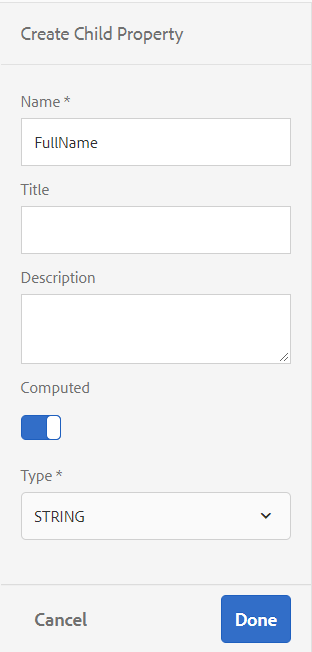 Create Child Property
Name *
FullName
Title
Description
Computed
Type *
STRING
Cancel
Done